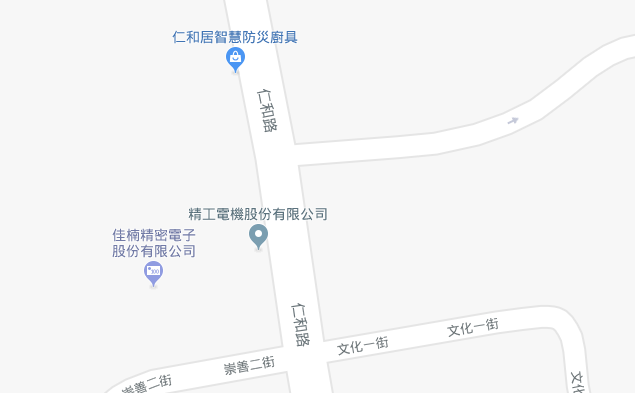 仁和居智慧防災廚具
仁和路
精工電機股份有限公司
佳楠精密電子
股份有限公司
仁和路
文化一街
文化一街
崇善二街
崇善二街
文化